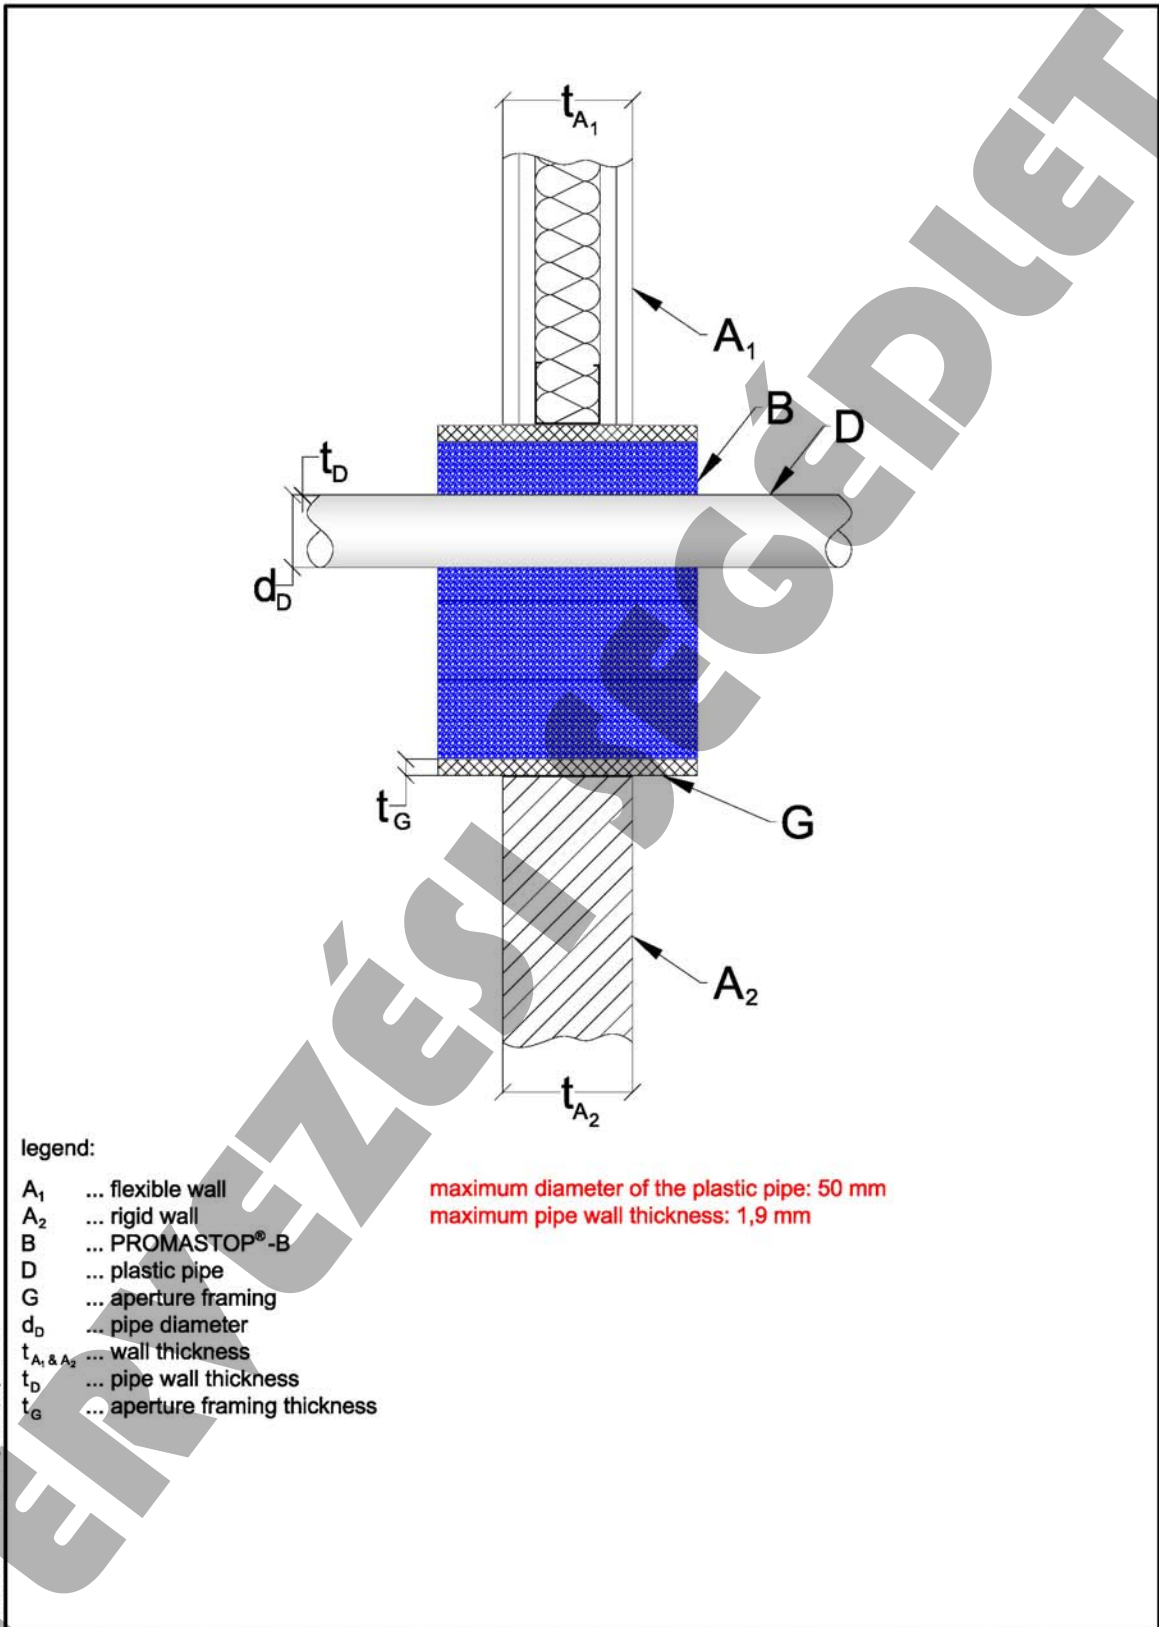 tA₁
A₁
B
D
tD
dD
tG
G
A₂
tA₂
legend:
A₁ ... flexible wall
A₂ ... rigid wall
B ... PROMASTOP®-B
D ... plastic pipe
G ... aperture framing
dD ... pipe diameter
tA₁ & A₂ ... wall thickness
tD ... pipe wall thickness
tG ... aperture framing thickness
maximum diameter of the plastic pipe: 50 mm
maximum pipe wall thickness: 1,9 mm
ERVEZÉSI SEGÉDLET